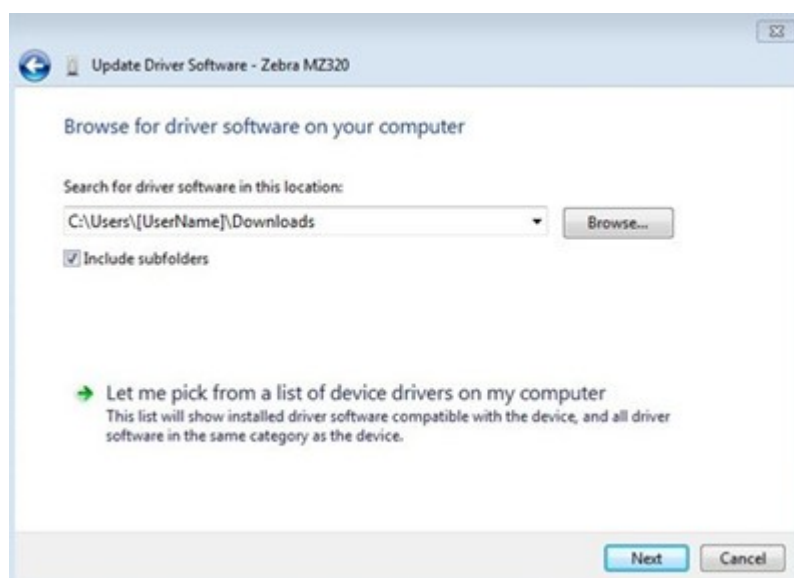 Update Driver Software - Zebra MZ320
Browse for driver software on your computer
Search for driver software in this location:
C:\Users\[UserName]\Downloads
Browse...
Include subfolders
Let me pick from a list of device drivers on my computer
This list will show installed driver software compatible with the device, and all driver
software in the same category as the device.
Next
Cancel